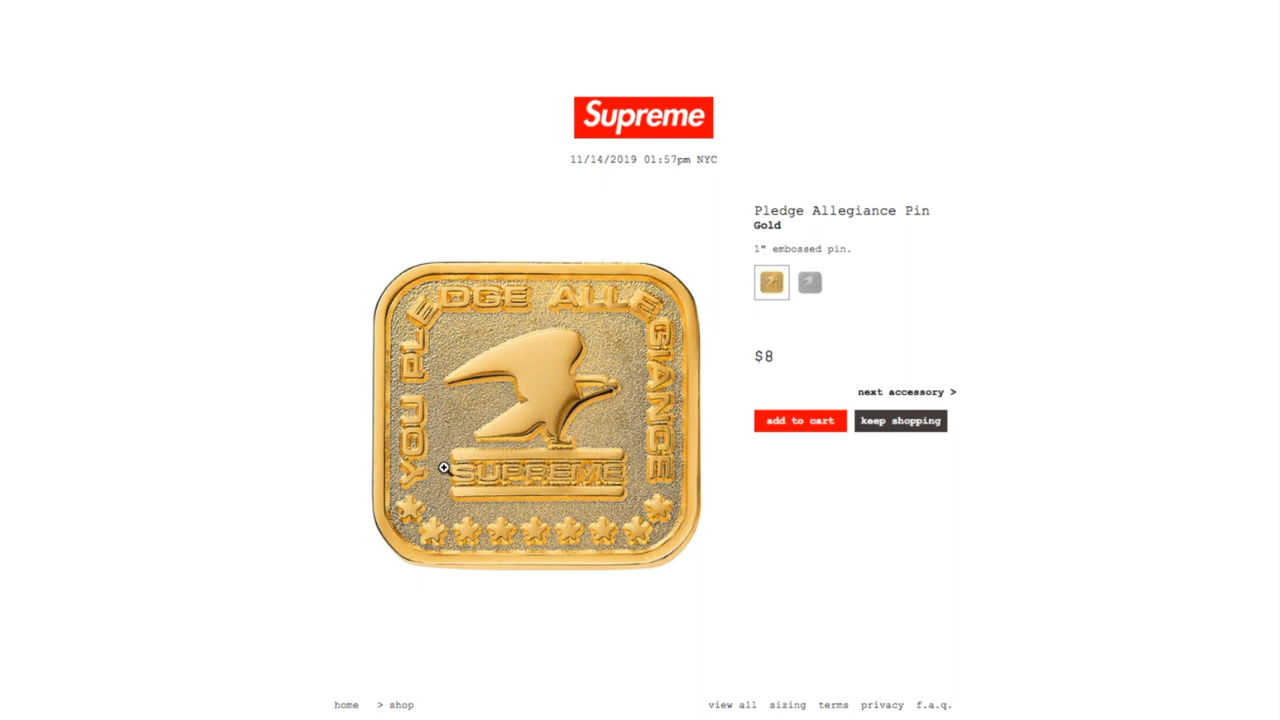 Supreme
11/14/2019 01:57pm NYC
Pledge Allegiance Pin
Gold
1" embossed pin.
YOU PLEDGE ALLEGIANCE
SUPREME
$8
next accessory >
add to cart
keep shopping
home > shop
view all sizing terms privacy f.a.q.